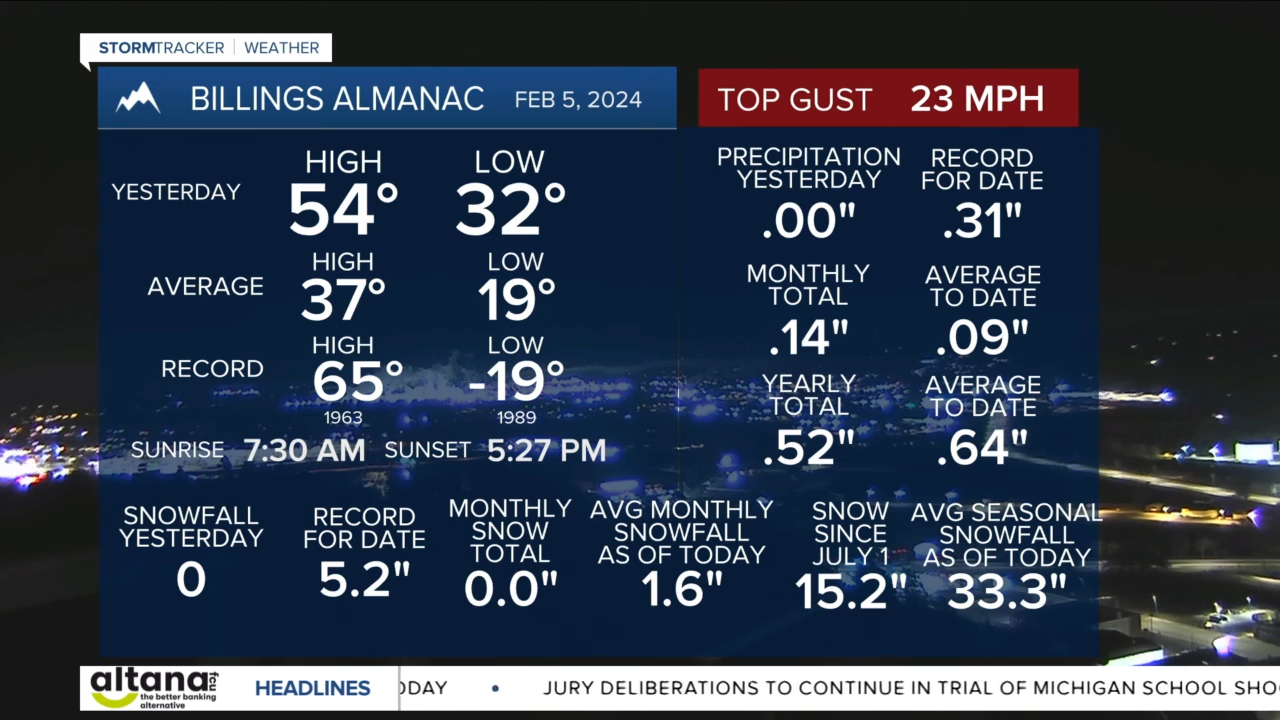 STORMTRACKER | WEATHER
BILLINGS ALMANAC FEB 5, 2024
TOP GUST 23 MPH
HIGH LOW
YESTERDAY 54° 32°
HIGH LOW
AVERAGE 37° 19°
HIGH LOW
RECORD 65° -19°
1963 1989
SUNRISE 7:30 AM SUNSET 5:27 PM
PRECIPITATION RECORD
YESTERDAY FOR DATE
.00" .31"
MONTHLY AVERAGE
TOTAL TO DATE
.14" .09"
YEARLY AVERAGE
TOTAL TO DATE
.52" .64"
SNOWFALL
YESTERDAY
0
RECORD
FOR DATE
5.2"
MONTHLY
SNOW
TOTAL
0.0"
AVG MONTHLY
SNOWFALL
AS OF TODAY
1.6"
SNOW
SINCE
JULY 1
15.2"
AVG SEASONAL
SNOWFALL
AS OF TODAY
33.3"
altana fcu
the better banking
alternative
HEADLINES
ODAY • JURY DELIBERATIONS TO CONTINUE IN TRIAL OF MICHIGAN SCHOOL SHO